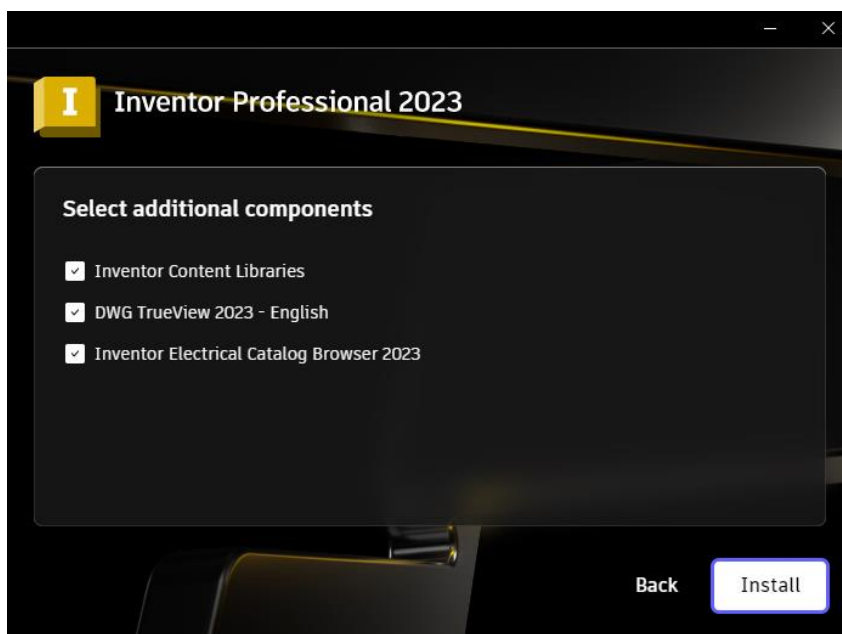 I
Inventor Professional 2023
Select additional components
Inventor Content Libraries
DWG TrueView 2023 - English
Inventor Electrical Catalog Browser 2023
Back
Install